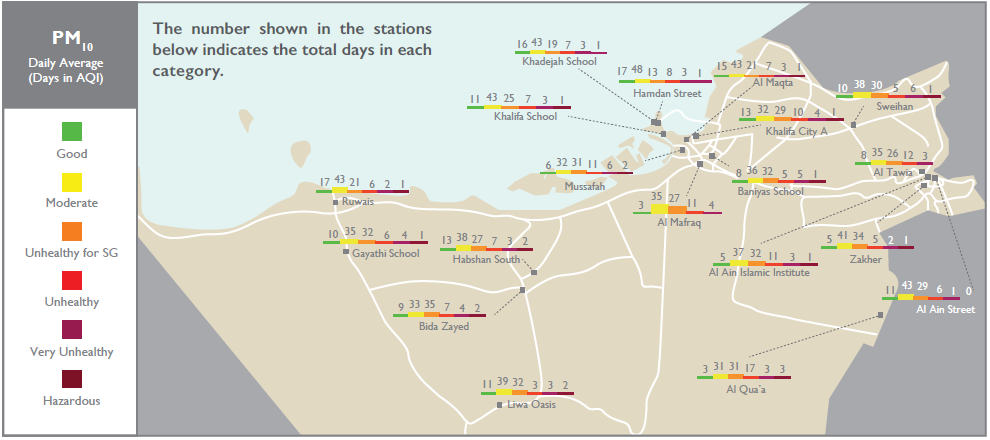 PM10
Daily Average
(Days in AQI)
Good
Moderate
Unhealthy for SG
Unhealthy
Very Unhealthy
Hazardous
The number shown in the stations
below indicates the total days in each
category.
16 43 19 7 3 1
Khadejah School
17 48 13 8 3 1
Hamdan Street
15 43 21 7 3 1
Al Maqta
10 38 30 5 6 1
Sweihan
11 43 25 7 3 1
Khalifa School
13 32 29 10 4 1
Khalifa City A
6 32 31 11 6 2
Mussafah
8 35 26 12 3
Al Tawia
17 43 21 6 2 1
Ruwais
8 36 32 5 5 1
Baniyas School
3 35 27 11 4
Al Mafraq
10 35 32 6 4 1
Gayathi School
13 38 27 7 3 2
Habshan South
5 41 34 5 2 1
Zakher
5 37 32 11 3 1
Al Ain Islamic Institute
11 43 29 6 1 0
Al Ain Street
9 33 35 7 4 2
Bida Zayed
3 31 31 17 3 3
Al Qua'a
11 39 32 3 3 2
Liwa Oasis